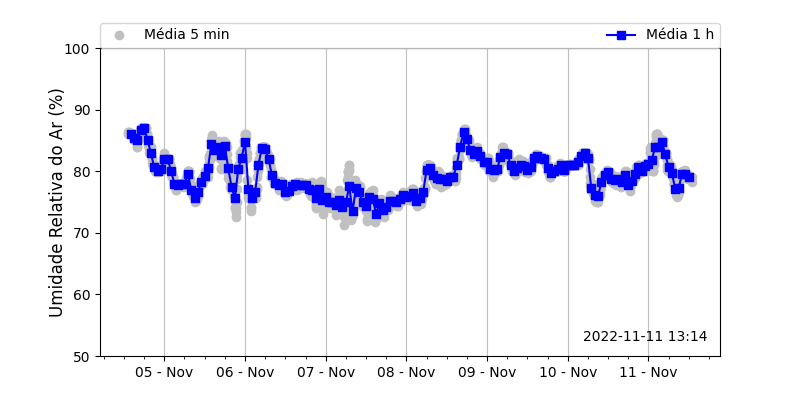 Média 5 min
Média 1 h
Umidade Relativa do Ar (%)
100
90
80
70
60
50
2022-11-11 13:14
05 - Nov
06 - Nov
07 - Nov
08 - Nov
09 - Nov
10 - Nov
11 - Nov